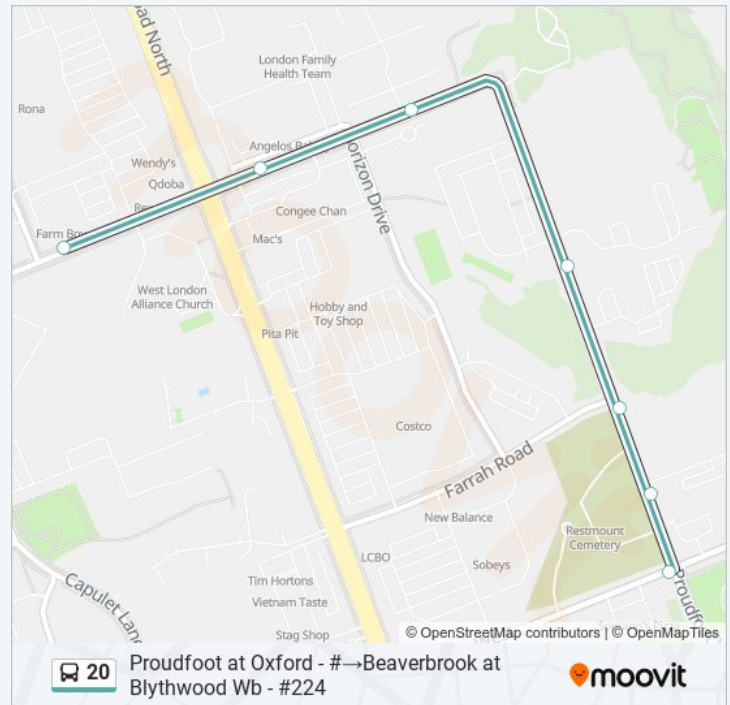 ad North
London Family
Health Team
Rona
Wendy's
Qdoba
Angelos
orizon Drive
Farm Bo
Congee Chan
Mac's
West London
Alliance Church
Hobby and
Toy Shop
Pita Pit
Costco
Farrah Road
New Balance
Restmount
Cemetery
LCBO
Sobeys
Tim Hortons
Vietnam Taste
Stag Shop
Capulet Lane
Proudfo
© OpenStreetMap contributors | © OpenMapTiles
20
Proudfoot at Oxford - #→Beaverbrook at
Blythwood Wb - #224
moovit